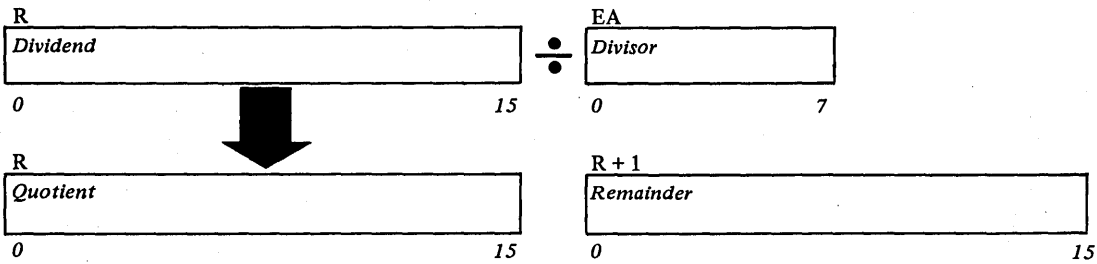 R EA
Dividend ÷ Divisor
0 15 0 7
R R + 1
Quotient Remainder
0 15 0 15